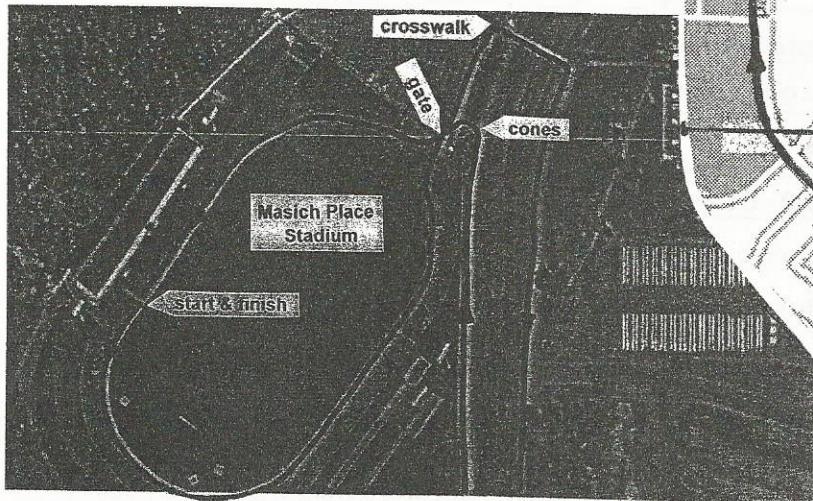 crosswalk
gate
cones
Masich Place
Stadium
start & finish